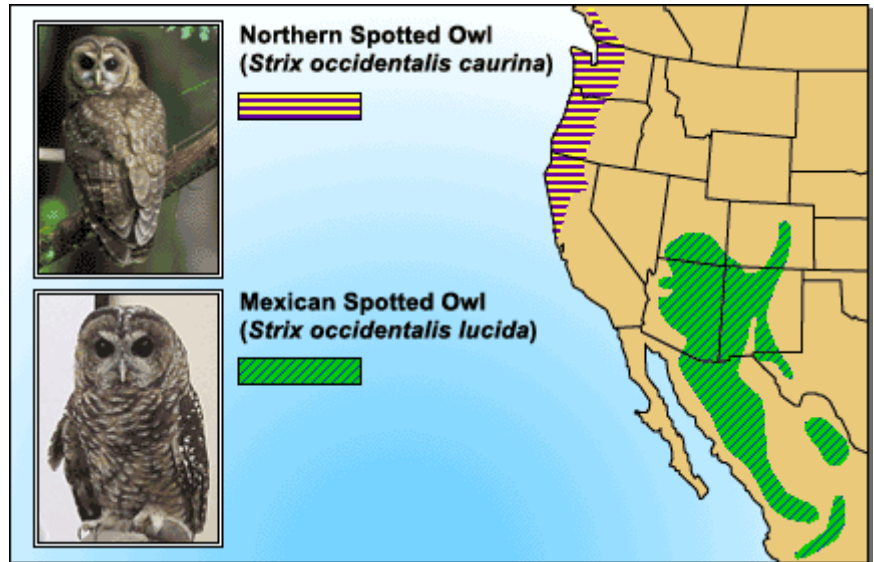 Northern Spotted Owl
(Strix occidentalis caurina)
Mexican Spotted Owl
(Strix occidentalis lucida)